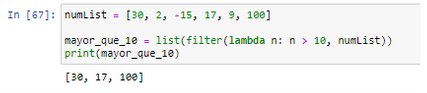 In [67]: numList = [30, 2, -15, 17, 9, 100]
mayor_que_10 = list(filter(lambda n: n > 10, numList))
print(mayor_que_10)
[30, 17, 100]